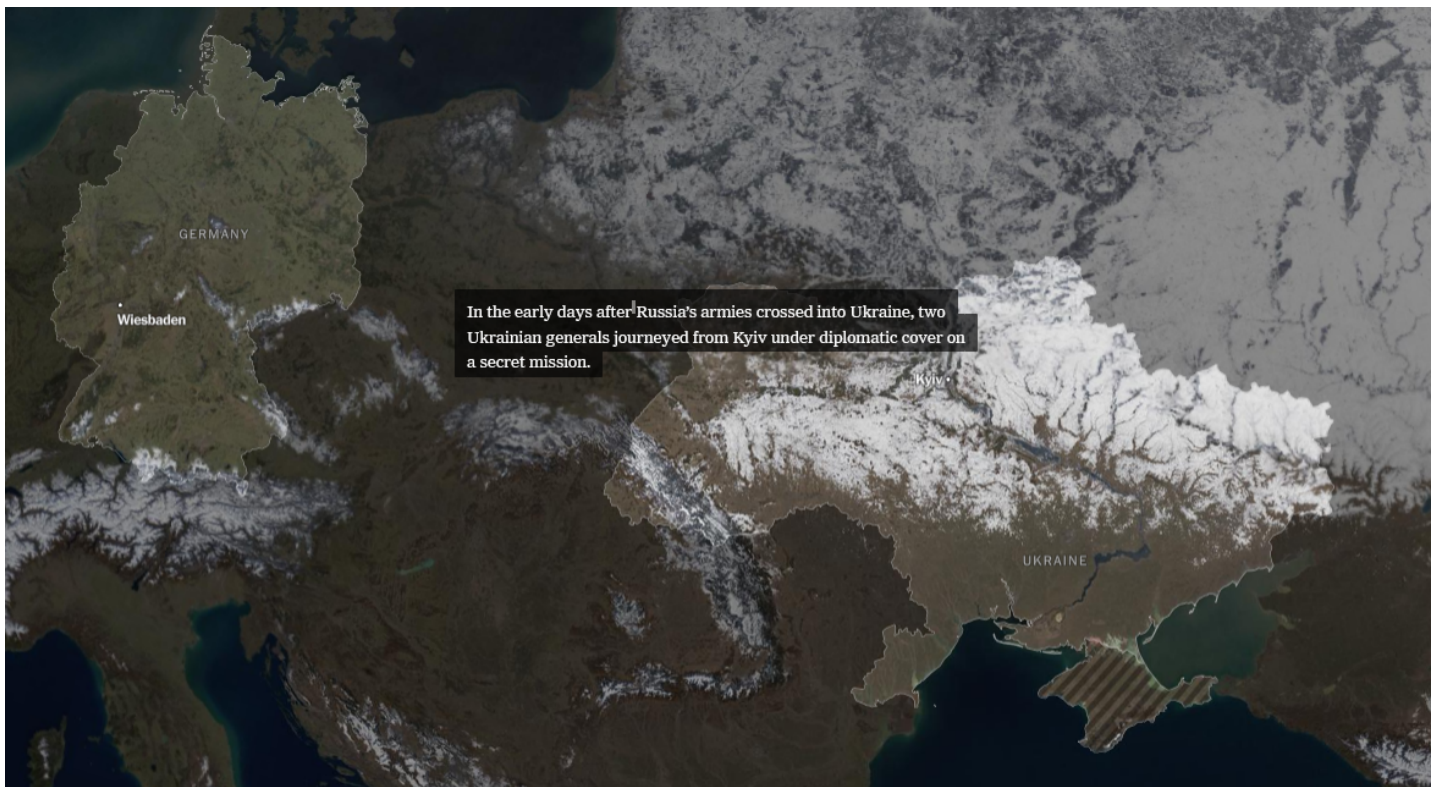 GERMANY
Wiesbaden
In the early days after Russia's armies crossed into Ukraine, two
Ukrainian generals journeyed from Kyiv under diplomatic cover on
a secret mission.
Kyiv
UKRAINE